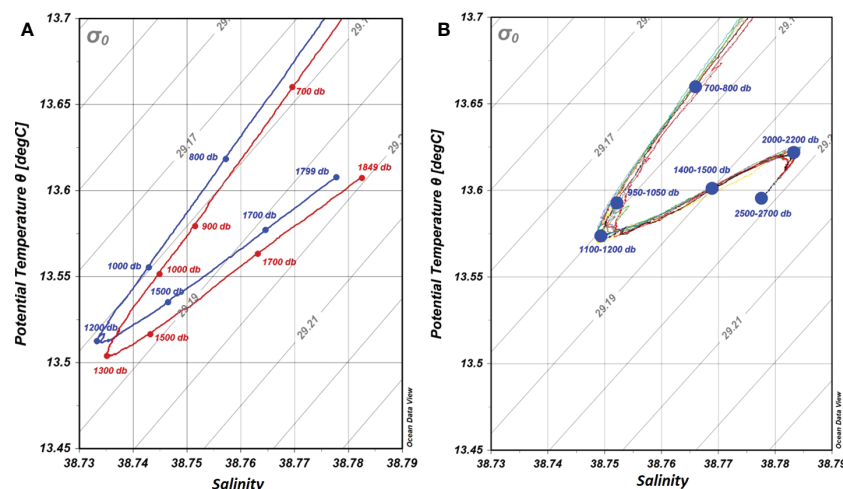 A
σ0
13.7
13.65
13.6
13.55
13.5
13.45
Potential Temperature θ [degC]
29.17
29.19
29.21
700 db
800 db
1849 db
1799 db
900 db
1700 db
1000 db
1000 db
1700 db
1500 db
1200 db
1500 db
1300 db
38.73
38.74
38.75
38.76
38.77
38.78
38.79
Salinity
Ocean Data View
B
σ0
13.7
13.65
13.6
13.55
13.5
13.45
Potential Temperature θ [degC]
29.17
29.19
29.21
700-800 db
2000-2200 db
1400-1500 db
950-1050 db
2500-2700 db
1100-1200 db
38.73
38.74
38.75
38.76
38.77
38.78
Salinity
Ocean Data View